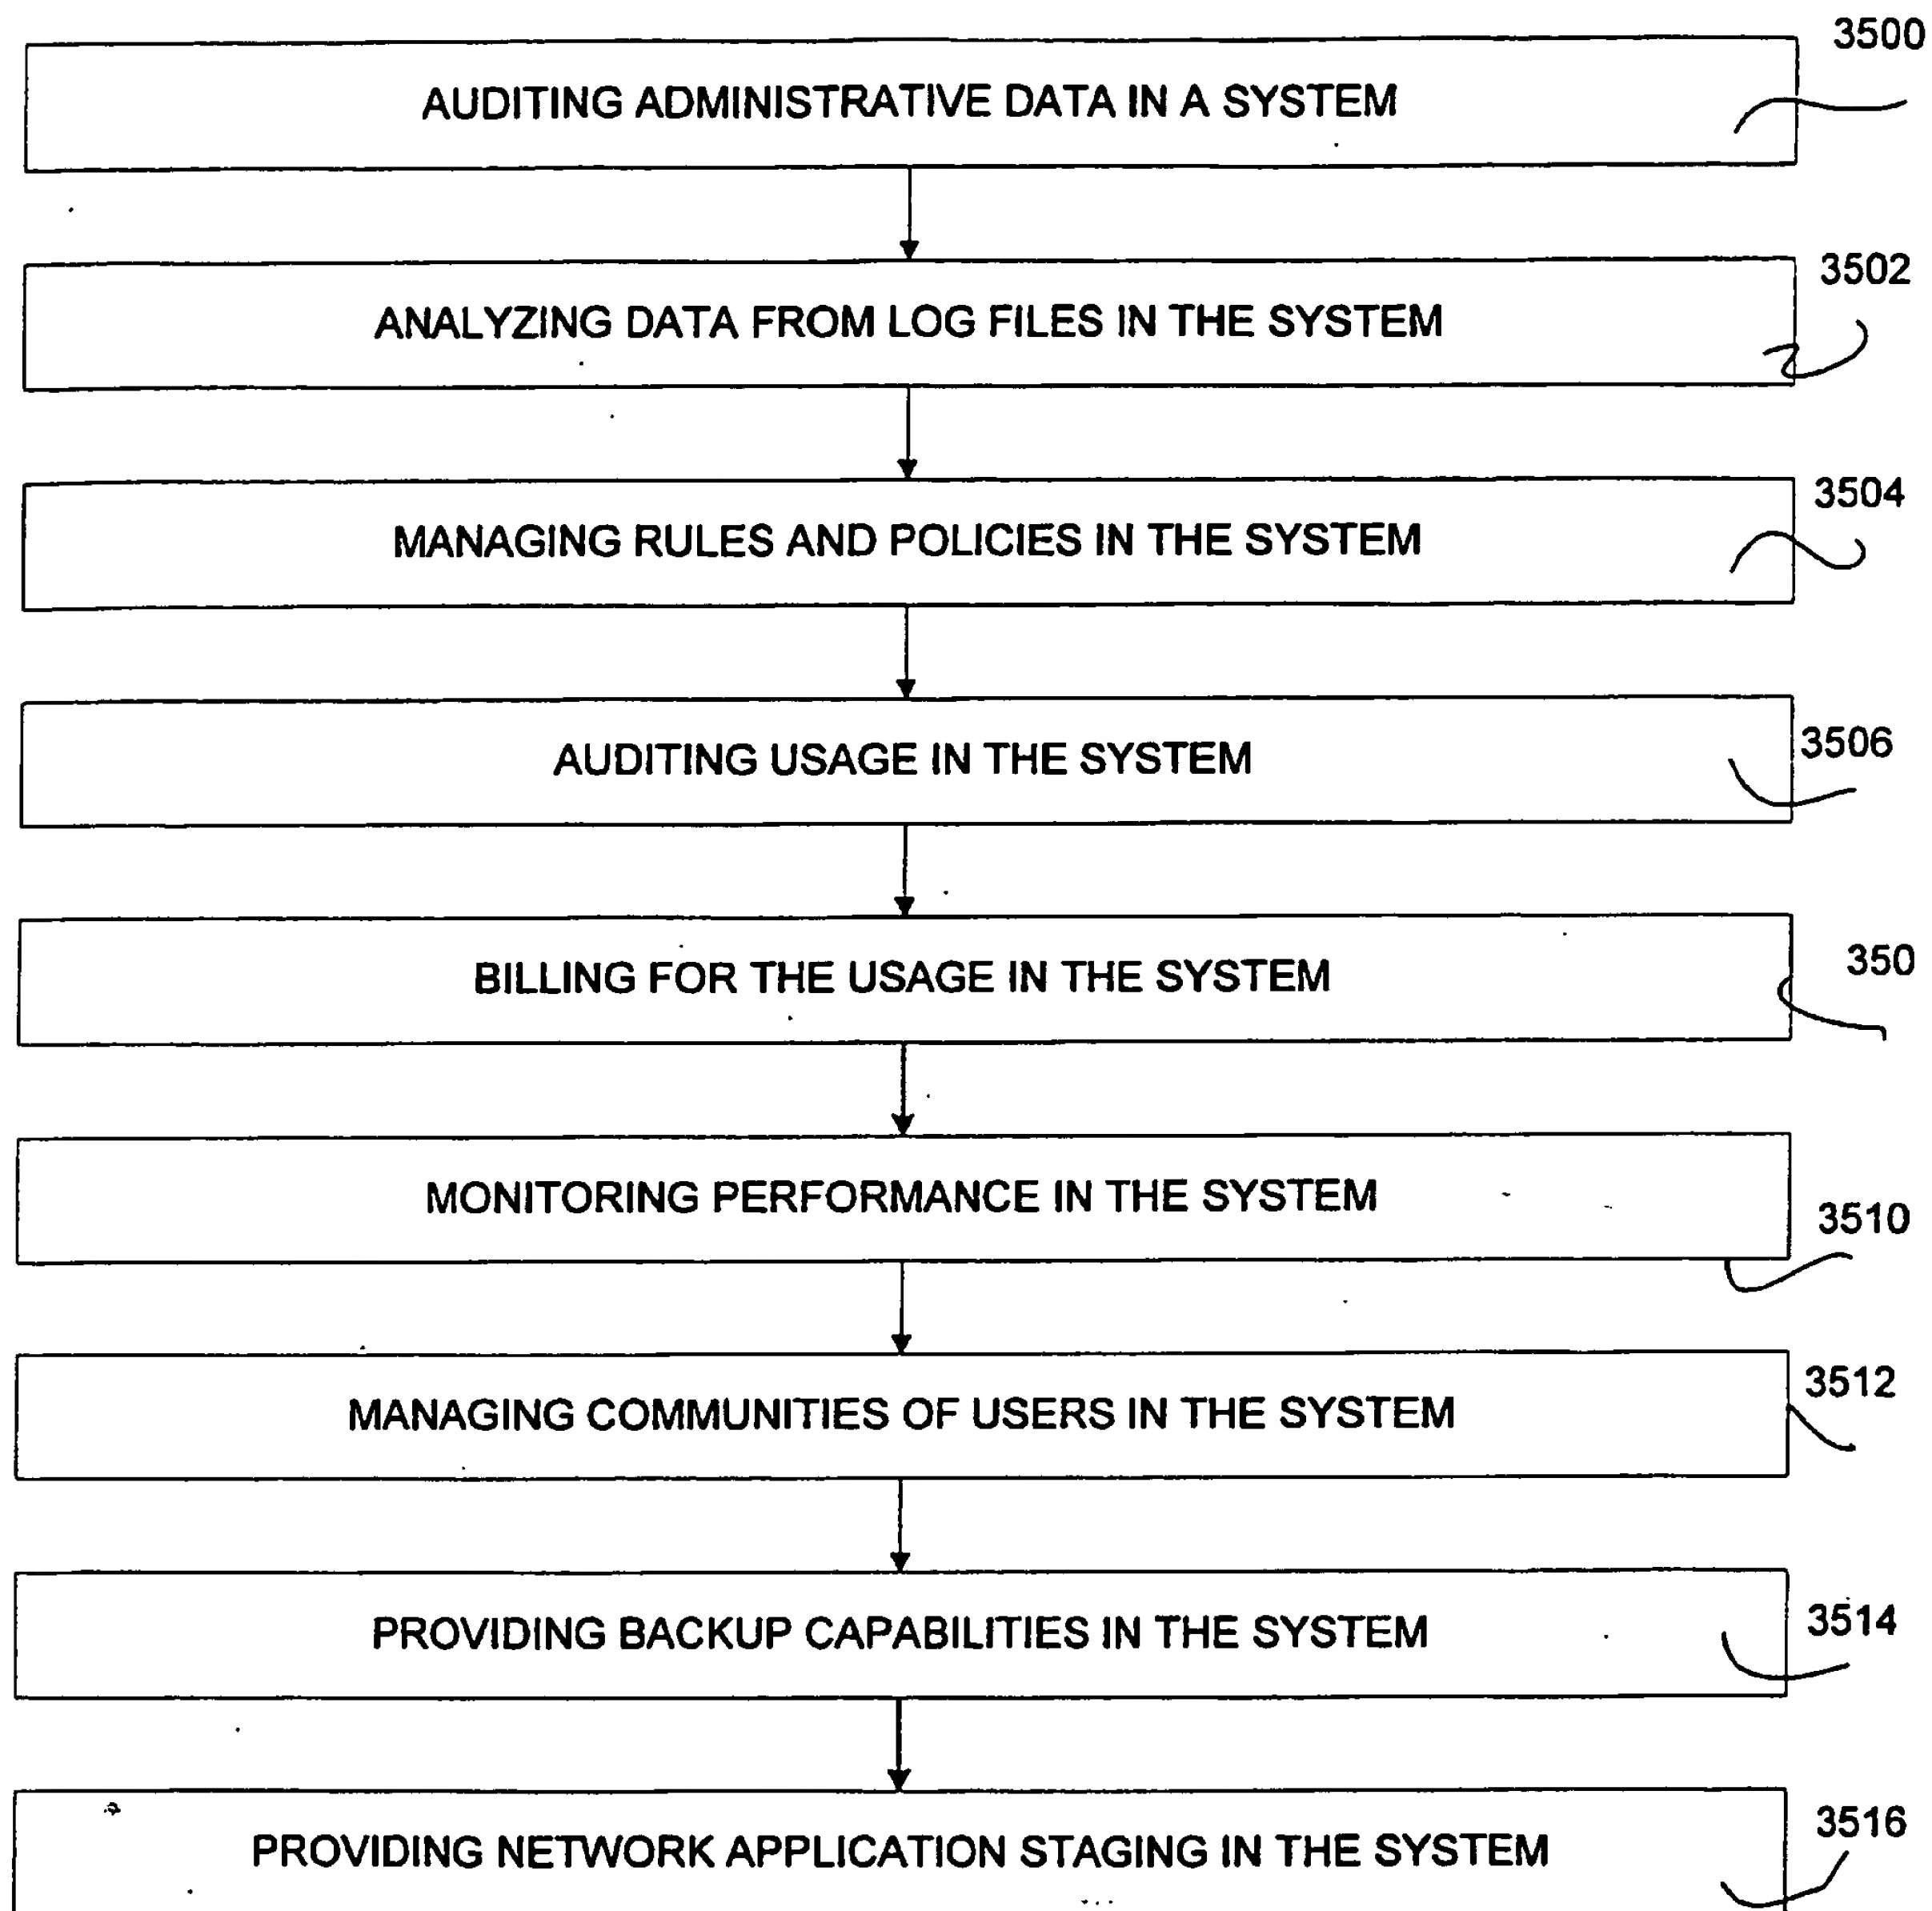 3500
AUDITING ADMINISTRATIVE DATA IN A SYSTEM
3502
ANALYZING DATA FROM LOG FILES IN THE SYSTEM
3504
MANAGING RULES AND POLICIES IN THE SYSTEM
3506
AUDITING USAGE IN THE SYSTEM
350
BILLING FOR THE USAGE IN THE SYSTEM
MONITORING PERFORMANCE IN THE SYSTEM
3510
3512
MANAGING COMMUNITIES OF USERS IN THE SYSTEM
3514
PROVIDING BACKUP CAPABILITIES IN THE SYSTEM
3516
PROVIDING NETWORK APPLICATION STAGING IN THE SYSTEM